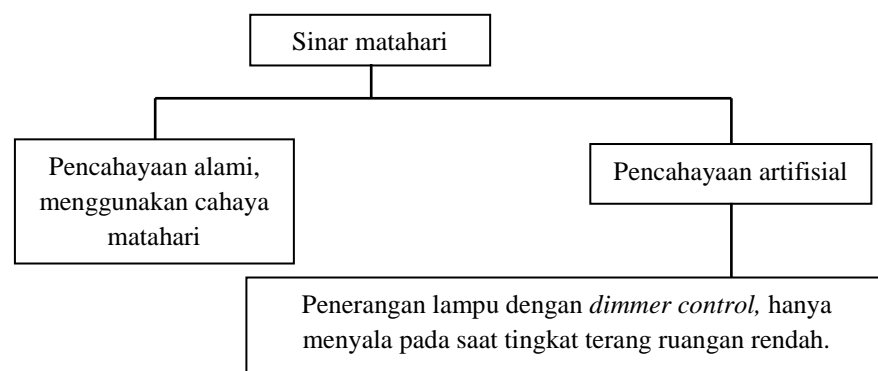 Sinar matahari
Pencahayaan alami,
menggunakan cahaya
matahari
Pencahayaan artifisial
Penerangan lampu dengan dimmer control, hanya
menyala pada saat tingkat terang ruangan rendah.